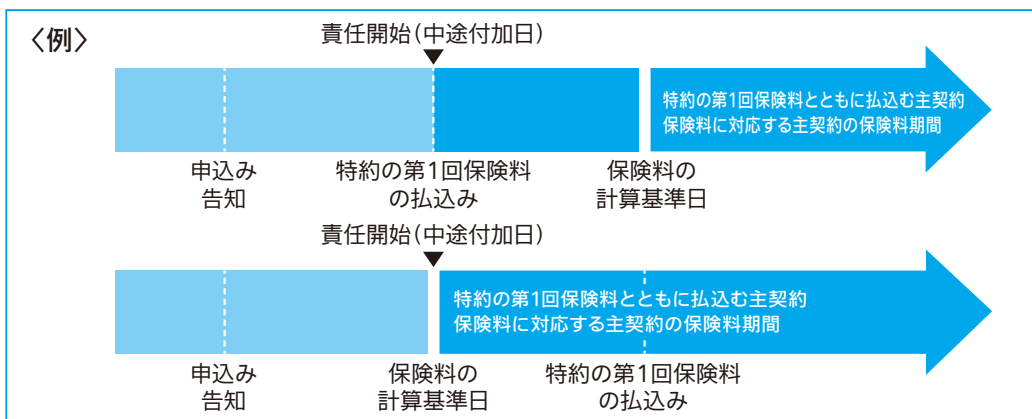 〈例〉
責任開始(中途付加日)
▼
特約の第1回保険料とともに払込む主契約
保険料に対応する主契約の保険料期間
申込み
告知
特約の第1回保険料
の払込み
保険料の
計算基準日
責任開始(中途付加日)
▼
特約の第1回保険料とともに払込む主契約
保険料に対応する主契約の保険料期間
申込み
告知
保険料の
計算基準日
特約の第1回保険料
の払込み